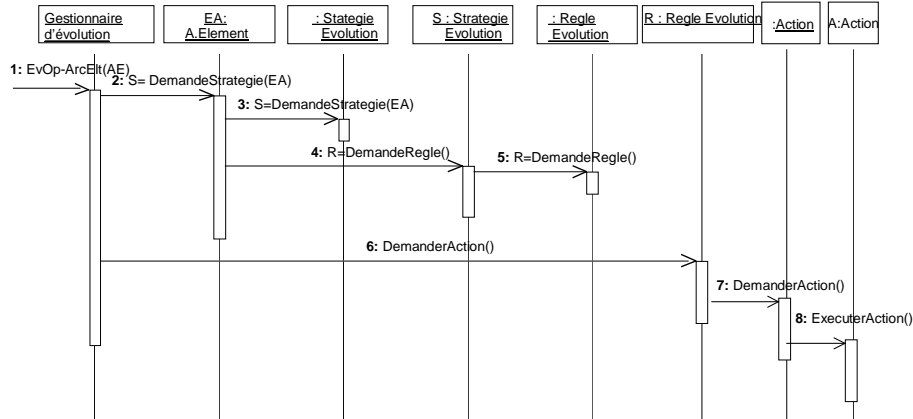 Gestionnaire
d'évolution
EA:
A.Element
: Stategie
Evolution
S : Strategie
Evolution
: Regle
Evolution
R : Regle Evolution
:Action
A:Action
1: EvOp-ArcElt(AE)
2: S= DemandeStrategie(EA)
3: S=DemandeStrategie(EA)
4: R=DemandeRegle()
5: R=DemandeRegle()
6: DemanderAction()
7: DemanderAction()
8: ExecuterAction()